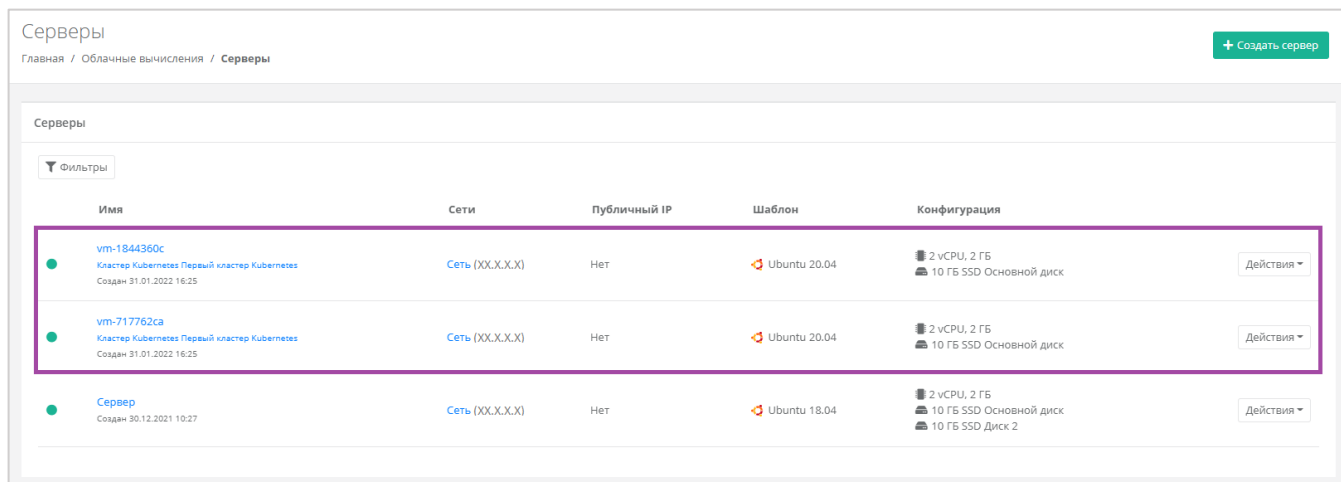 Серверы
Главная / Облачные вычисления / Серверы
+ Создать сервер
Серверы
Фильтры
Имя Сети Публичный IP Шаблон Конфигурация
vm-1844360c
Кластер Kubernetes Первый кластер Kubernetes
Создан 31.01.2022 16:25
Сеть (XX.X.X.X)
Нет
Ubuntu 20.04
2 vCPU, 2 ГБ
10 ГБ SSD Основной диск
Действия
vm-717762ca
Кластер Kubernetes Первый кластер Kubernetes
Создан 31.01.2022 16:25
Сеть (XX.X.X.X)
Нет
Ubuntu 20.04
2 vCPU, 2 ГБ
10 ГБ SSD Основной диск
Действия
Сервер
Создан 30.12.2021 10:27
Сеть (XX.X.X.X)
Нет
Ubuntu 18.04
2 vCPU, 2 ГБ
10 ГБ SSD Основной диск
10 ГБ SSD Диск 2
Действия